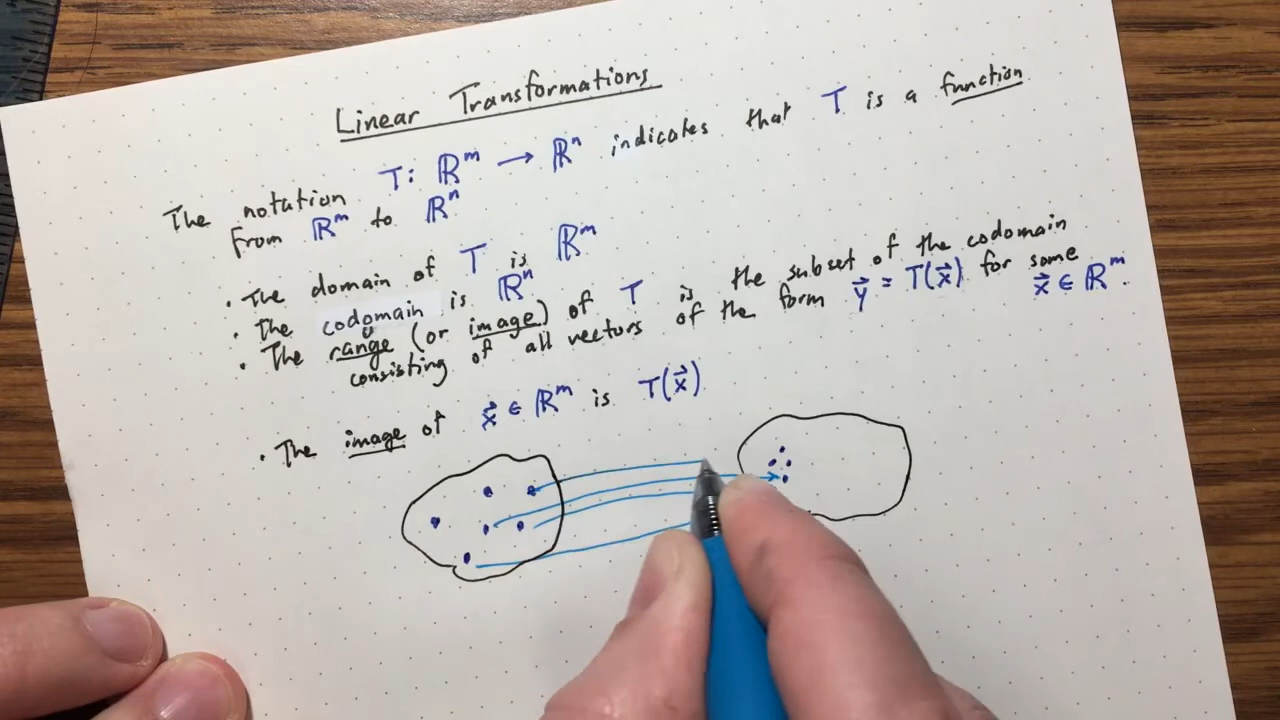 Linear Transformations
The notation T: ℝᵐ → ℝⁿ indicates that T is a function
from ℝᵐ to ℝⁿ
• The domain of T is ℝᵐ
• The codomain is ℝⁿ
• The range (or image) of T is the subset of the codomain
consisting of all vectors of the form y⃗ = T(x⃗) for some x⃗ ∈ ℝᵐ.
• The image of x⃗ ∈ ℝᵐ is T(x⃗)